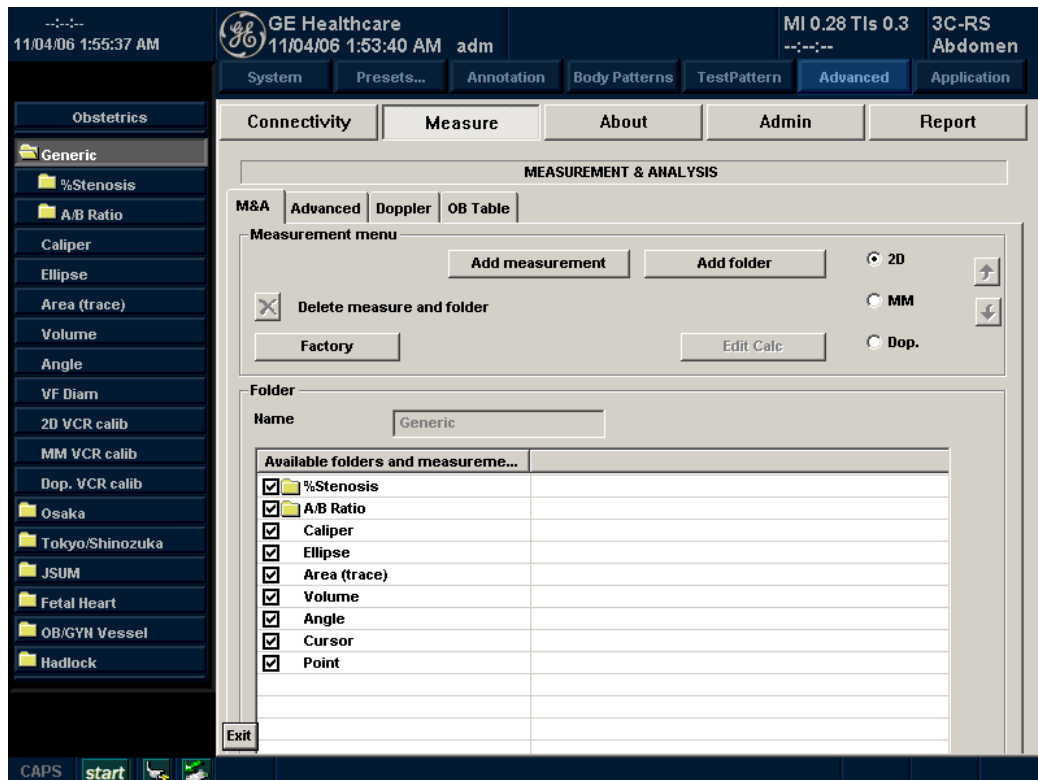 --:--:--
11/04/06 1:55:37 AM
GE Healthcare
11/04/06 1:53:40 AM adm
MI 0.28 TIs 0.3
--:--:--
3C-RS
Abdomen
System Presets... Annotation Body Patterns TestPattern Advanced Application
Obstetrics
Generic
%Stenosis
A/B Ratio
Caliper
Ellipse
Area (trace)
Volume
Angle
VF Diam
2D VCR calib
MM VCR calib
Dop. VCR calib
Osaka
Tokyo/Shinozuka
JSUM
Fetal Heart
OB/GYN Vessel
Hadlock
Connectivity Measure About Admin Report
MEASUREMENT & ANALYSIS
M&A Advanced Doppler OB Table
Measurement menu
Add measurement Add folder 2D
Delete measure and folder MM
Factory Edit Calc Dop.
Folder
Name Generic
Available folders and measureme...
%Stenosis
A/B Ratio
Caliper
Ellipse
Area (trace)
Volume
Angle
Cursor
Point
Exit
CAPS start